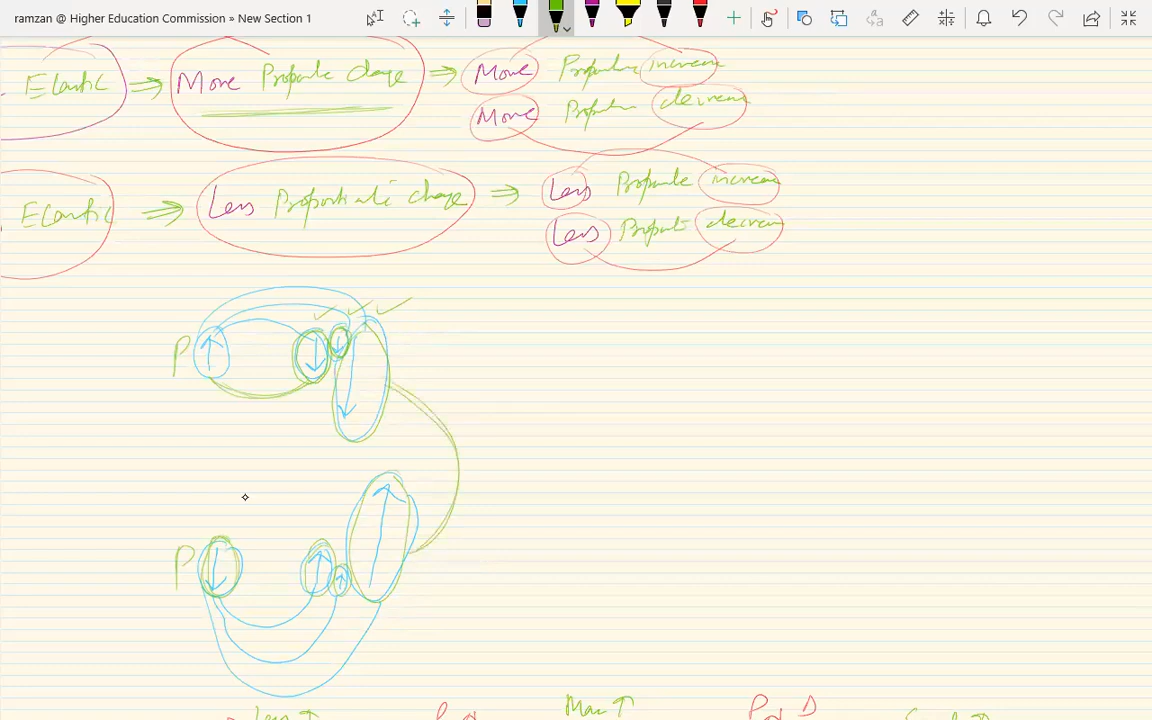 ramzan @ Higher Education Commission » New Section 1
Elastic ⇒ More Proportionate change ⇒ More Proportionate increase
More Proportionate decrease
Elastic ⇒ Less Proportionate change ⇒ Less Proportionate increase
Less Proportionate decrease
P ↑ ↓ ↓ ↓
P ↓ ↑ ↑ ↑